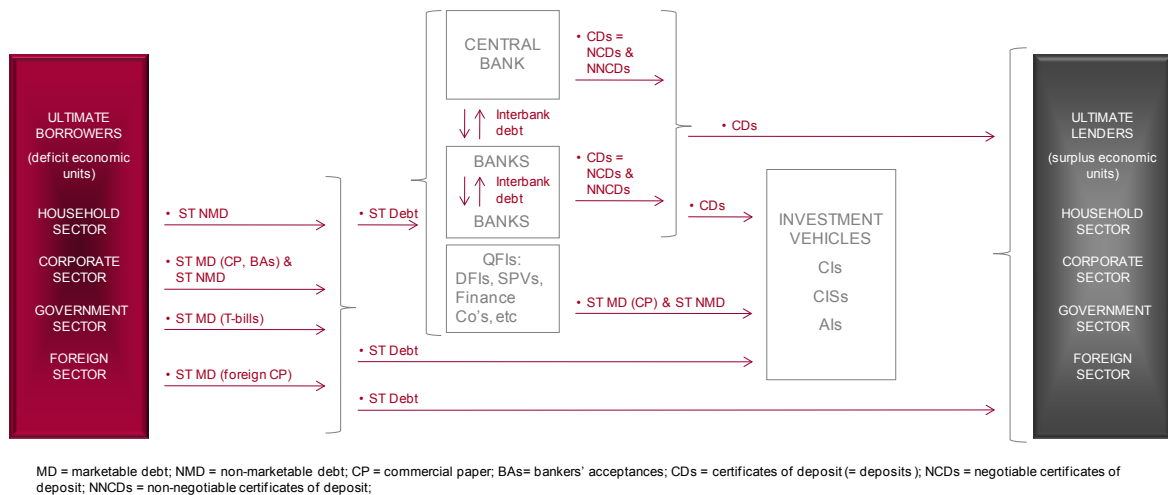 ULTIMATE
BORROWERS
(deficit economic
units)
HOUSEHOLD
SECTOR
CORPORATE
SECTOR
GOVERNMENT
SECTOR
FOREIGN
SECTOR
• ST NMD
• ST MD (CP, BAs) &
ST NMD
• ST MD (T-bills)
• ST MD (foreign CP)
• ST Debt
• ST Debt
• ST Debt
CENTRAL
BANK
Interbank
debt
BANKS
Interbank
debt
BANKS
QFIs:
DFIs, SPVs,
Finance
Co's, etc
• CDs =
NCDs &
NNCDs
• CDs =
NCDs &
NNCDs
• ST MD (CP) & ST NMD
• CDs
• CDs
INVESTMENT
VEHICLES
CIs
CISs
AIs
ULTIMATE
LENDERS
(surplus economic
units)
HOUSEHOLD
SECTOR
CORPORATE
SECTOR
GOVERNMENT
SECTOR
FOREIGN
SECTOR
MD = marketable debt; NMD = non-marketable debt; CP = commercial paper; BAs= bankers' acceptances; CDs = certificates of deposit (= deposits ); NCDs = negotiable certificates of
deposit; NNCDs = non-negotiable certificates of deposit;